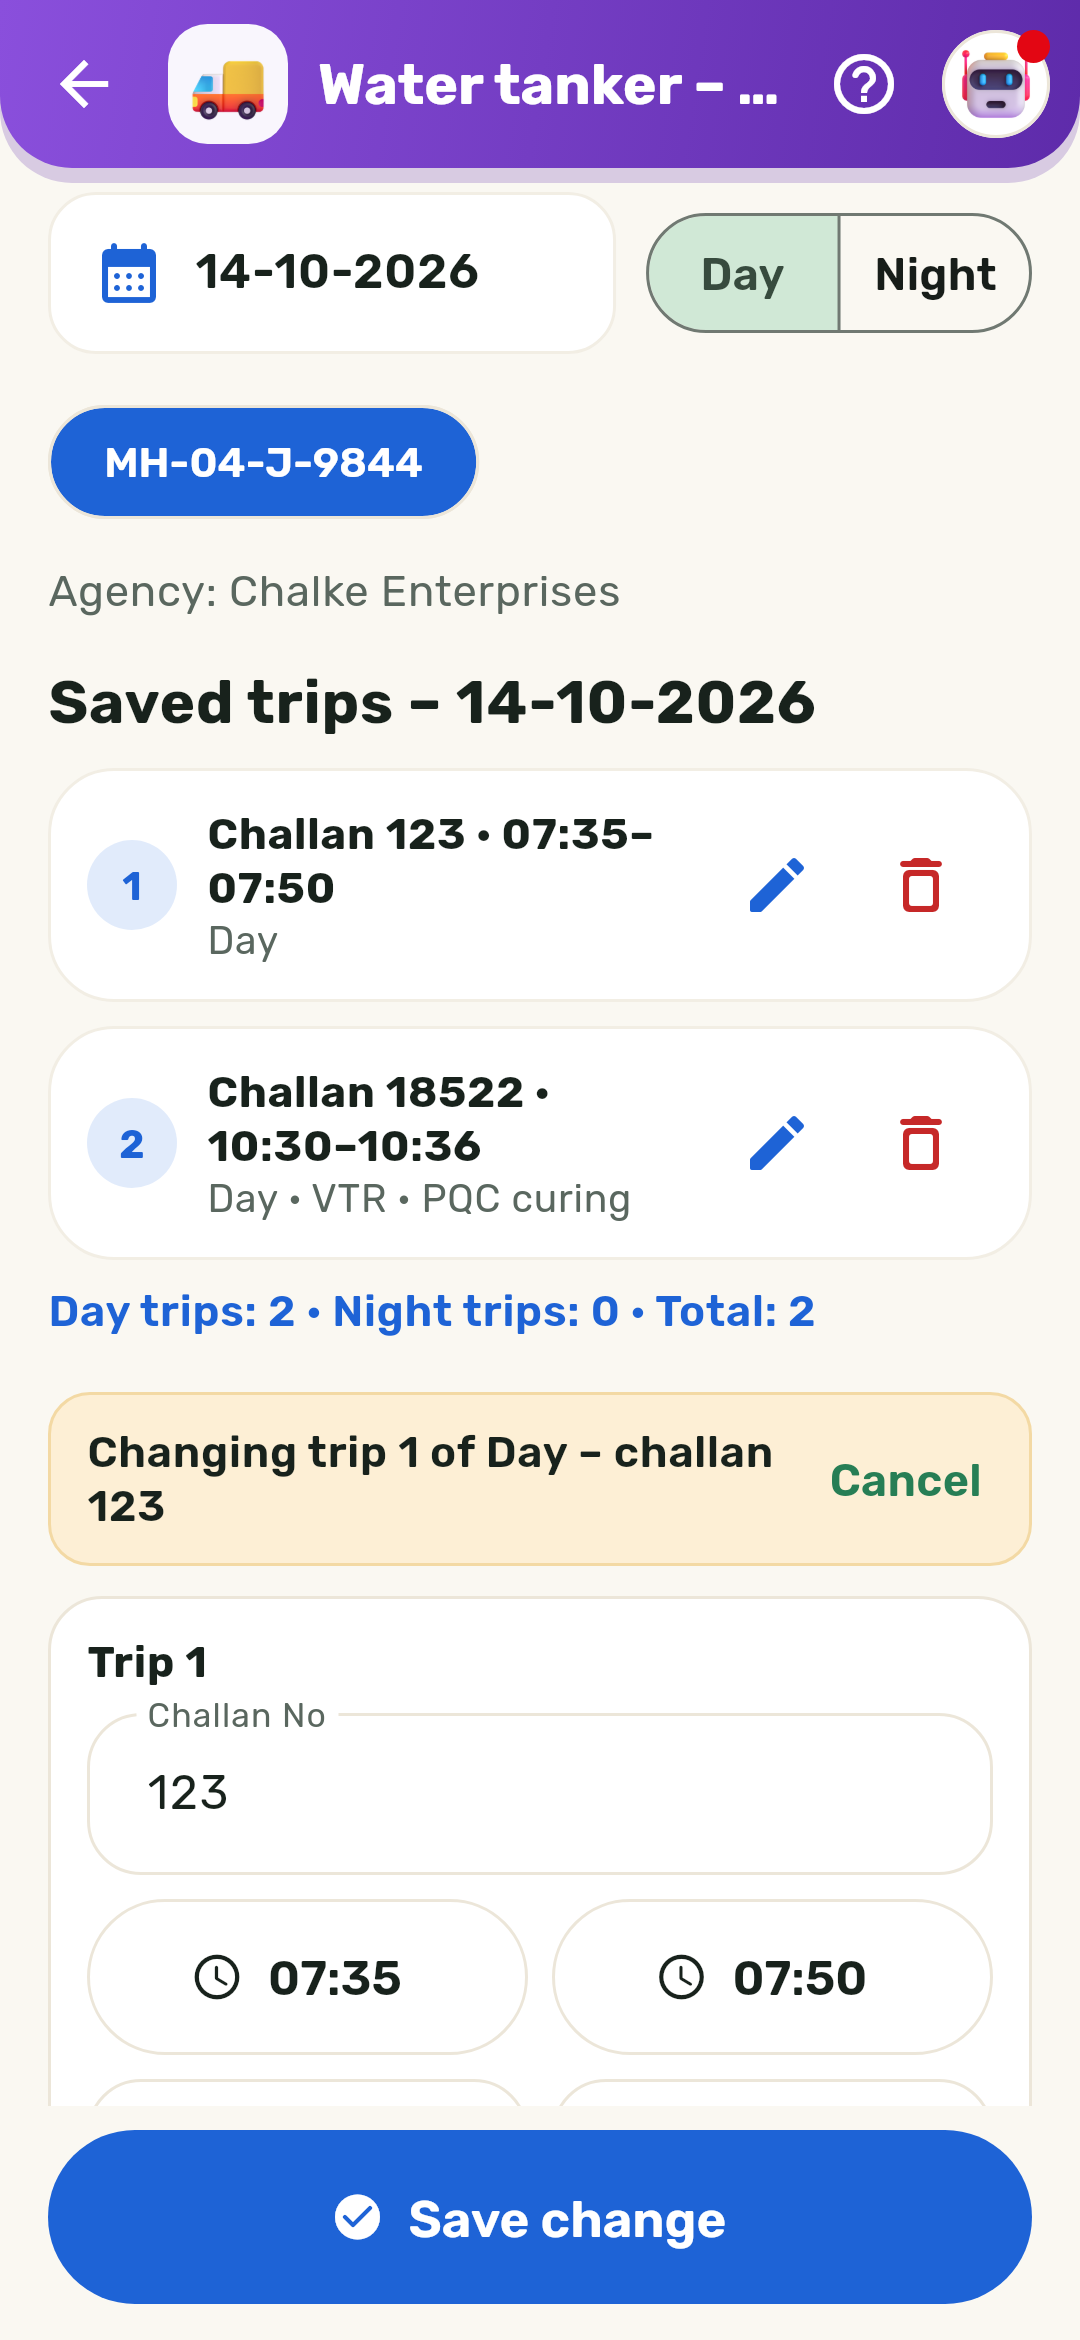 Water tanker – ...
14-10-2026
Day
Night
MH-04-J-9844
Agency: Chalke Enterprises
Saved trips – 14-10-2026
1
Challan 123 • 07:35–
07:50
Day
2
Challan 18522 •
10:30–10:36
Day • VTR • PQC curing
Day trips: 2 • Night trips: 0 • Total: 2
Changing trip 1 of Day – challan
123
Cancel
Trip 1
Challan No
123
07:35
07:50
Save change